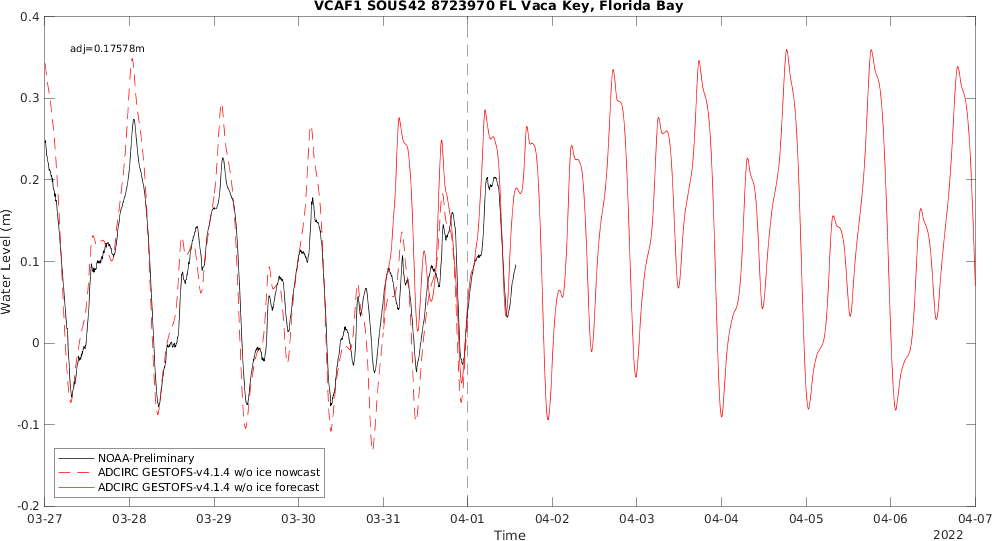 VCAF1 SOUS42 8723970 FL Vaca Key, Florida Bay
adj=0.17578m
0.4
0.3
0.2
0.1
0
-0.1
-0.2
Water Level (m)
NOAA-Preliminary
ADCIRC GESTOFS-v4.1.4 w/o ice nowcast
ADCIRC GESTOFS-v4.1.4 w/o ice forecast
03-27 03-28 03-29 03-30 03-31 04-01 04-02 04-03 04-04 04-05 04-06 04-07
Time
2022